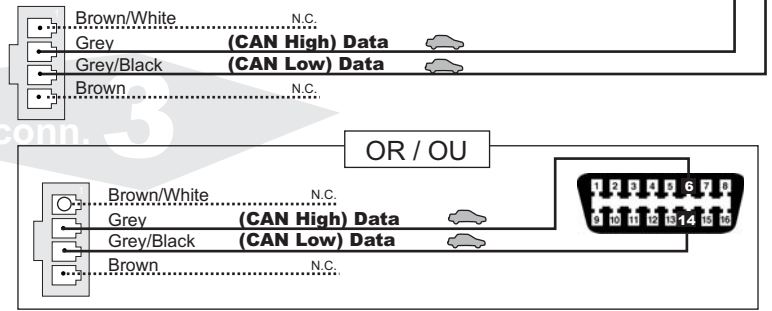 Brown/White N.C.
Grey (CAN High) Data
Grey/Black (CAN Low) Data
Brown N.C.
conn. 3
OR / OU
Brown/White N.C.
Grey (CAN High) Data
Grey/Black (CAN Low) Data
Brown N.C.
1 2 3 4 5 6 7 8
9 10 11 12 13 14 15 16